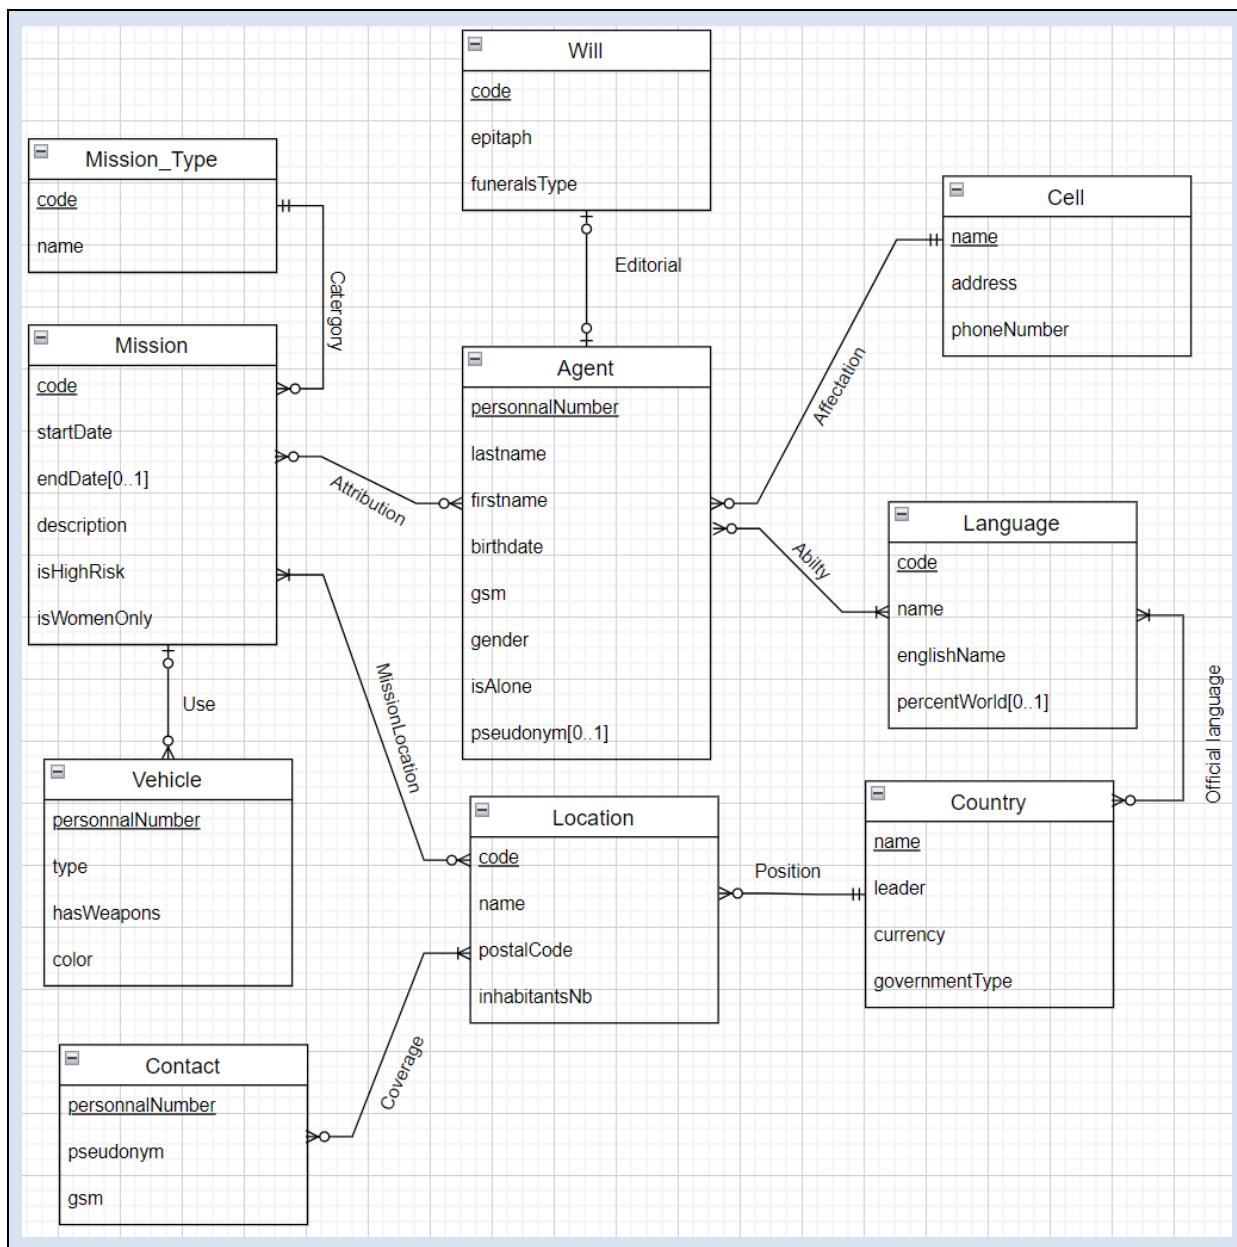 Will
code
epitaph
funeralsType
Mission_Type
code
name
Cell
name
address
phoneNumber
Editorial
Catergory
Affectation
Mission
code
startDate
endDate[0..1]
description
isHighRisk
isWomenOnly
Attribution
Agent
personnalNumber
lastname
firstname
birthdate
gsm
gender
isAlone
pseudonym[0..1]
Abilty
Language
code
name
englishName
percentWorld[0..1]
Official language
Use
MissionLocation
Vehicle
personnalNumber
type
hasWeapons
color
Location
code
name
postalCode
inhabitantsNb
Position
Country
name
leader
currency
governmentType
Coverage
Contact
personnalNumber
pseudonym
gsm